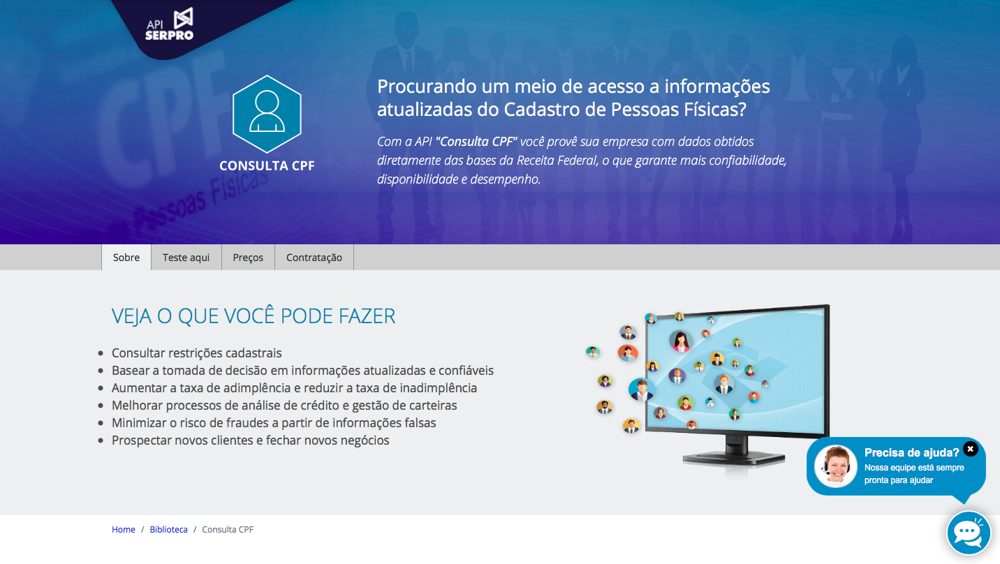 API
SERPRO
CPF
Pessoas Físicas
CONSULTA CPF
Procurando um meio de acesso a informações
atualizadas do Cadastro de Pessoas Físicas?
Com a API "Consulta CPF" você provê sua empresa com dados obtidos
diretamente das bases da Receita Federal, o que garante mais confiabilidade,
disponibilidade e desempenho.
Sobre
Teste aqui
Preços
Contratação
VEJA O QUE VOCÊ PODE FAZER
Consultar restrições cadastrais
Basear a tomada de decisão em informações atualizadas e confiáveis
Aumentar a taxa de adimplência e reduzir a taxa de inadimplência
Melhorar processos de análise de crédito e gestão de carteiras
Minimizar o risco de fraudes a partir de informações falsas
Prospectar novos clientes e fechar novos negócios
Precisa de ajuda?
Nossa equipe está sempre
pronta para ajudar
Home / Biblioteca / Consulta CPF